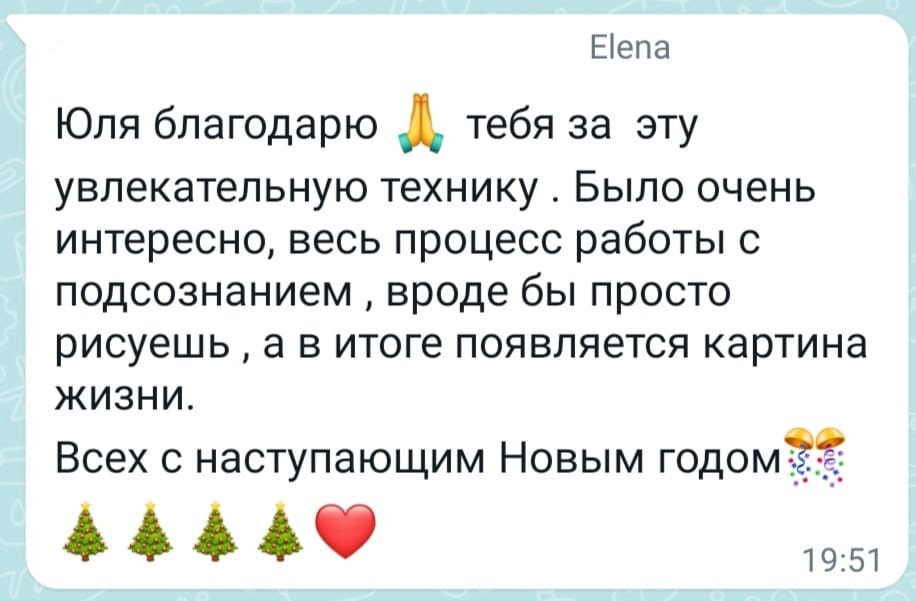 Elena
Юля благодарю 🙏 тебя за эту
увлекательную технику . Было очень
интересно, весь процесс работы с
подсознанием , вроде бы просто
рисуешь , а в итоге появляется картина
жизни.
Всех с наступающим Новым годом🎊
🎄🎄🎄🎄❤️
19:51